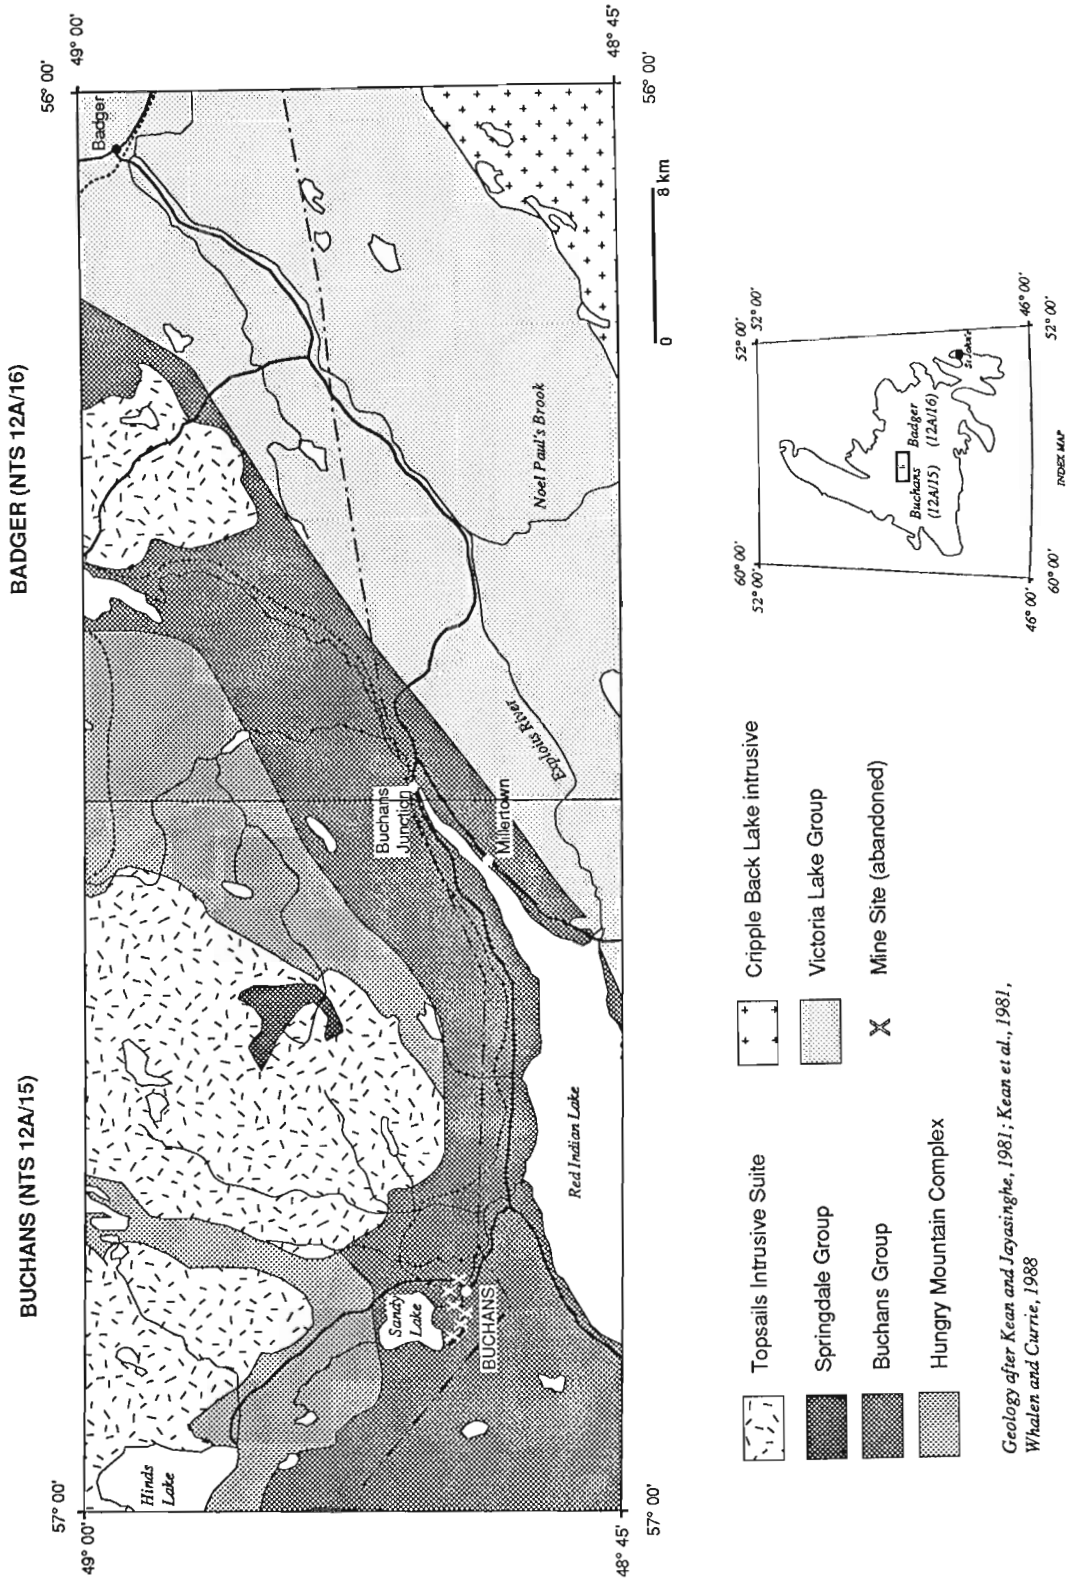 BUCHANS (NTS 12A/15)
BADGER (NTS 12A/16)
57° 00'
56° 00'
49° 00'
49° 00'
Hinds
Lake
Badger
Sandy
Lake
BUCHANS
Buchans
Junction
Millertown
Red Indian Lake
Exploits River
Noel Paul's Brook
48° 45'
48° 45'
57° 00'
56° 00'
0
8 km
Topsails Intrusive Suite
Springdale Group
Buchans Group
Hungry Mountain Complex
Cripple Back Lake intrusive
Victoria Lake Group
Mine Site (abandoned)
60° 00'
52° 00'
52° 00'
52° 00'
Buchans
(12A/15)
Badger
(12A/16)
St. John's
46° 00'
46° 00'
60° 00'
52° 00'
INDEX MAP
Geology after Kean and Jayasinghe, 1981; Kean et al., 1981,
Whalen and Currie, 1988